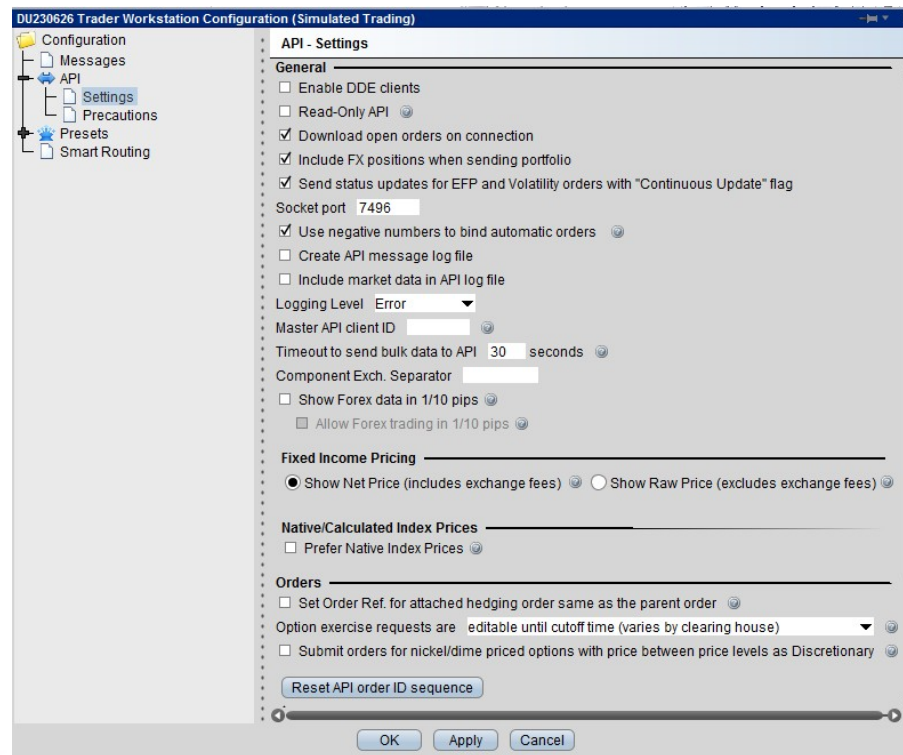 DU230626 Trader Workstation Configuration (Simulated Trading)
Configuration
Messages
API
Settings
Precautions
Presets
Smart Routing
API - Settings
General
Enable DDE clients
Read-Only API
Download open orders on connection
Include FX positions when sending portfolio
Send status updates for EFP and Volatility orders with "Continuous Update" flag
Socket port 7496
Use negative numbers to bind automatic orders
Create API message log file
Include market data in API log file
Logging Level Error
Master API client ID
Timeout to send bulk data to API 30 seconds
Component Exch. Separator
Show Forex data in 1/10 pips
Allow Forex trading in 1/10 pips
Fixed Income Pricing
Show Net Price (includes exchange fees) Show Raw Price (excludes exchange fees)
Native/Calculated Index Prices
Prefer Native Index Prices
Orders
Set Order Ref. for attached hedging order same as the parent order
Option exercise requests are editable until cutoff time (varies by clearing house)
Submit orders for nickel/dime priced options with price between price levels as Discretionary
Reset API order ID sequence
OK Apply Cancel